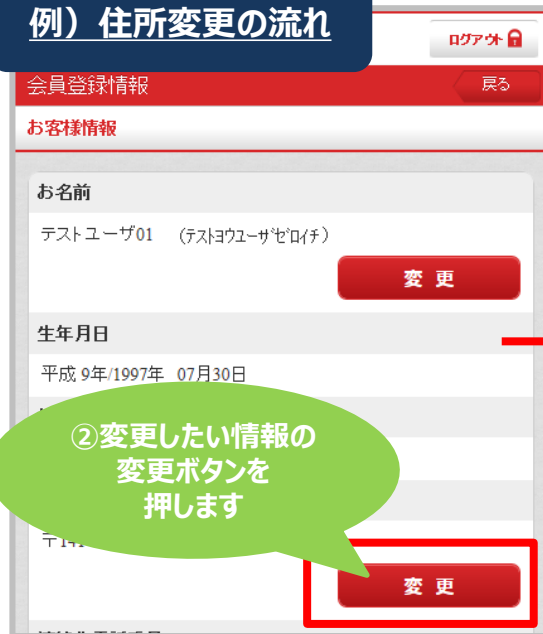 例）住所変更の流れ
ログアウト
会員登録情報
戻る
お客様情報
お名前
テストユーザ01 （ﾃｽﾄﾖｳﾕｰｻﾞｾﾞﾛｲﾁ）
変 更
生年月日
平成 9年/1997年 07月30日
②変更したい情報の
変更ボタンを
押します
変 更